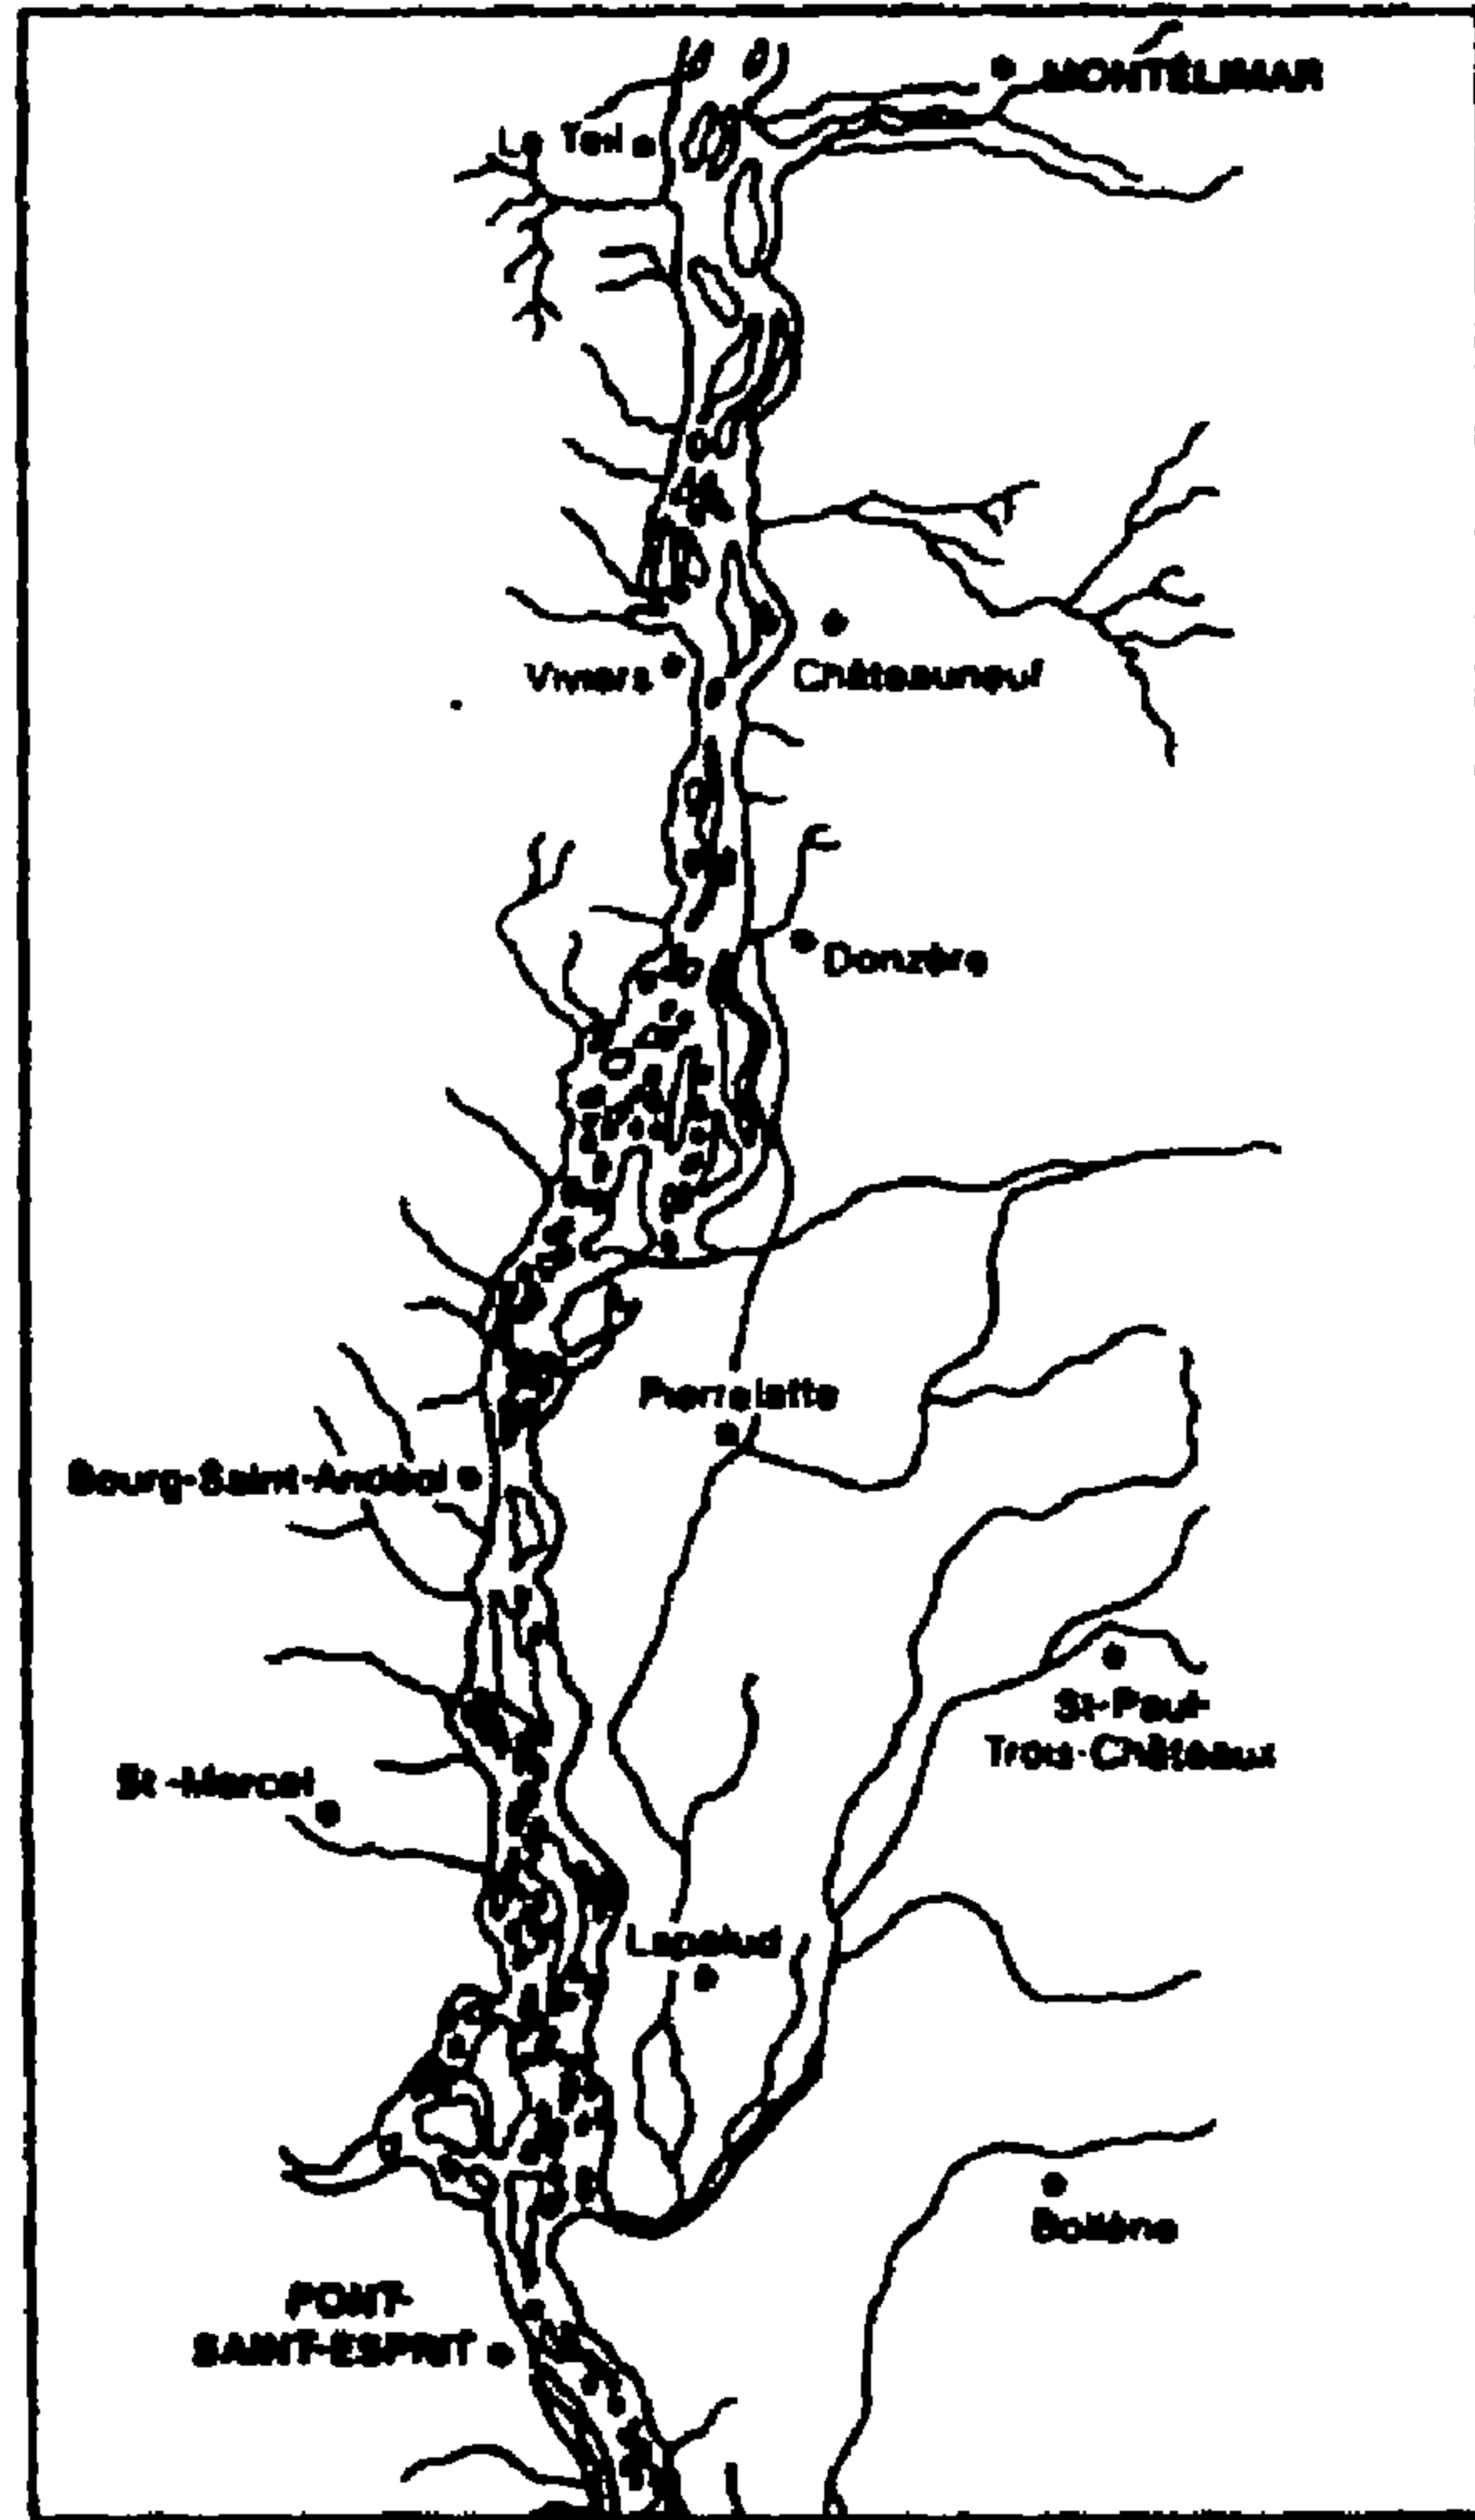 MONTÉLIMAR
Le Teil
Viviers
Châteauneuf
Donzère
Pierrelatte
Bourg-Saint-Andéol
St-Paul-
Trois-Châteaux
St-Marcel
Lapalud
Bollène
PONT-
SAINT-ESPRIT